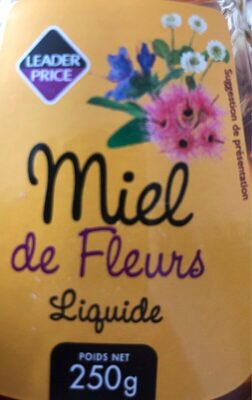 LEADER
PRICE
Suggestion de présentation
Miel
de Fleurs
Liquide
POIDS NET
250g